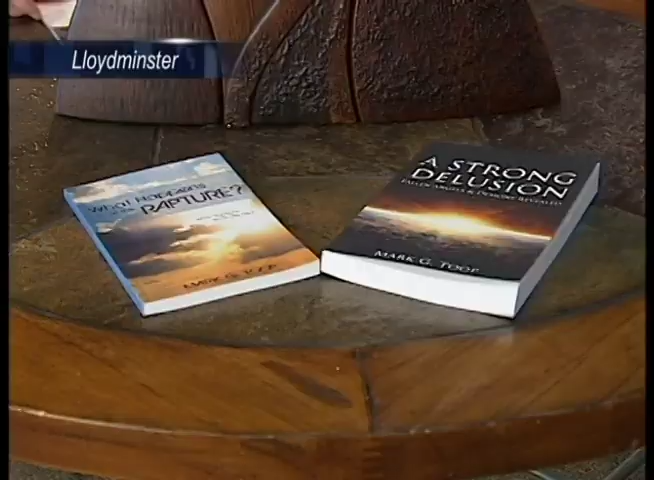 Lloydminster
What Happens
RAPTURE?
A STRONG
DELUSION
FALLEN ANGELS & DEMONS REVEALED
MARK G. TOOP
MARK G. TOOP